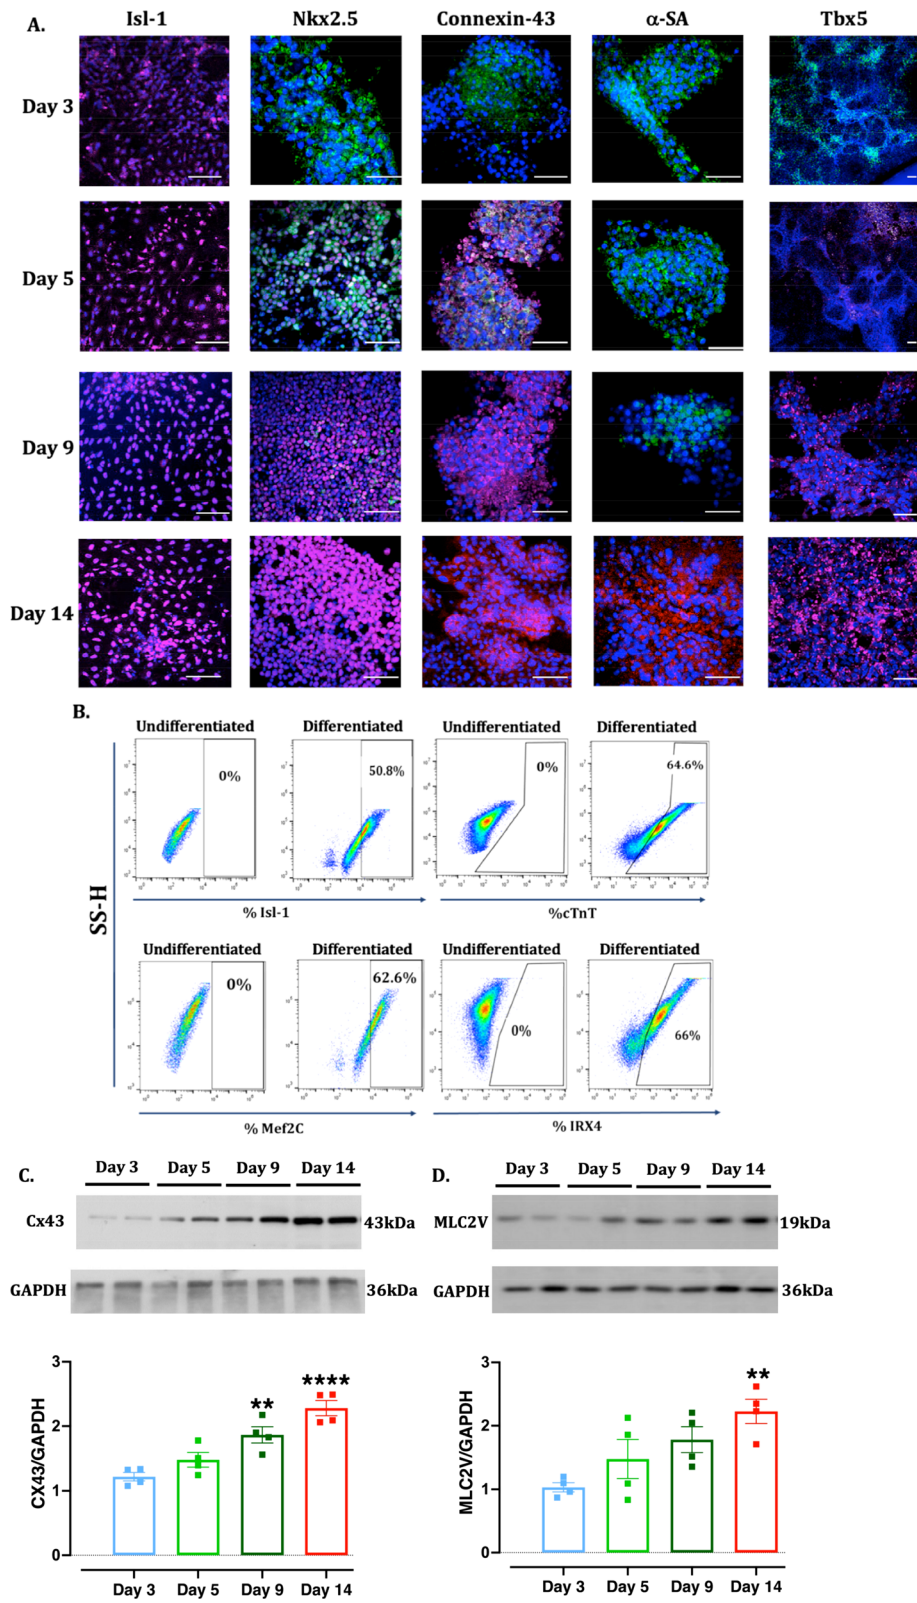 A.
Isl-1 Nkx2.5 Connexin-43 α-SA Tbx5
Day 3
Day 5
Day 9
Day 14
B.
Undifferentiated Differentiated Undifferentiated Differentiated
0% 50.8% 0% 64.6%
SS-H
% Isl-1 %cTnT
Undifferentiated Differentiated Undifferentiated Differentiated
0% 62.6% 0% 66%
% Mef2C % IRX4
C.
Day 3 Day 5 Day 9 Day 14
Cx43 43kDa
GAPDH 36kDa
3
2
1
0
CX43/GAPDH
** ****
Day 3 Day 5 Day 9 Day 14
D.
Day 3 Day 5 Day 9 Day 14
MLC2V 19kDa
GAPDH 36kDa
3
2
1
0
MLC2V/GAPDH
**
Day 3 Day 5 Day 9 Day 14